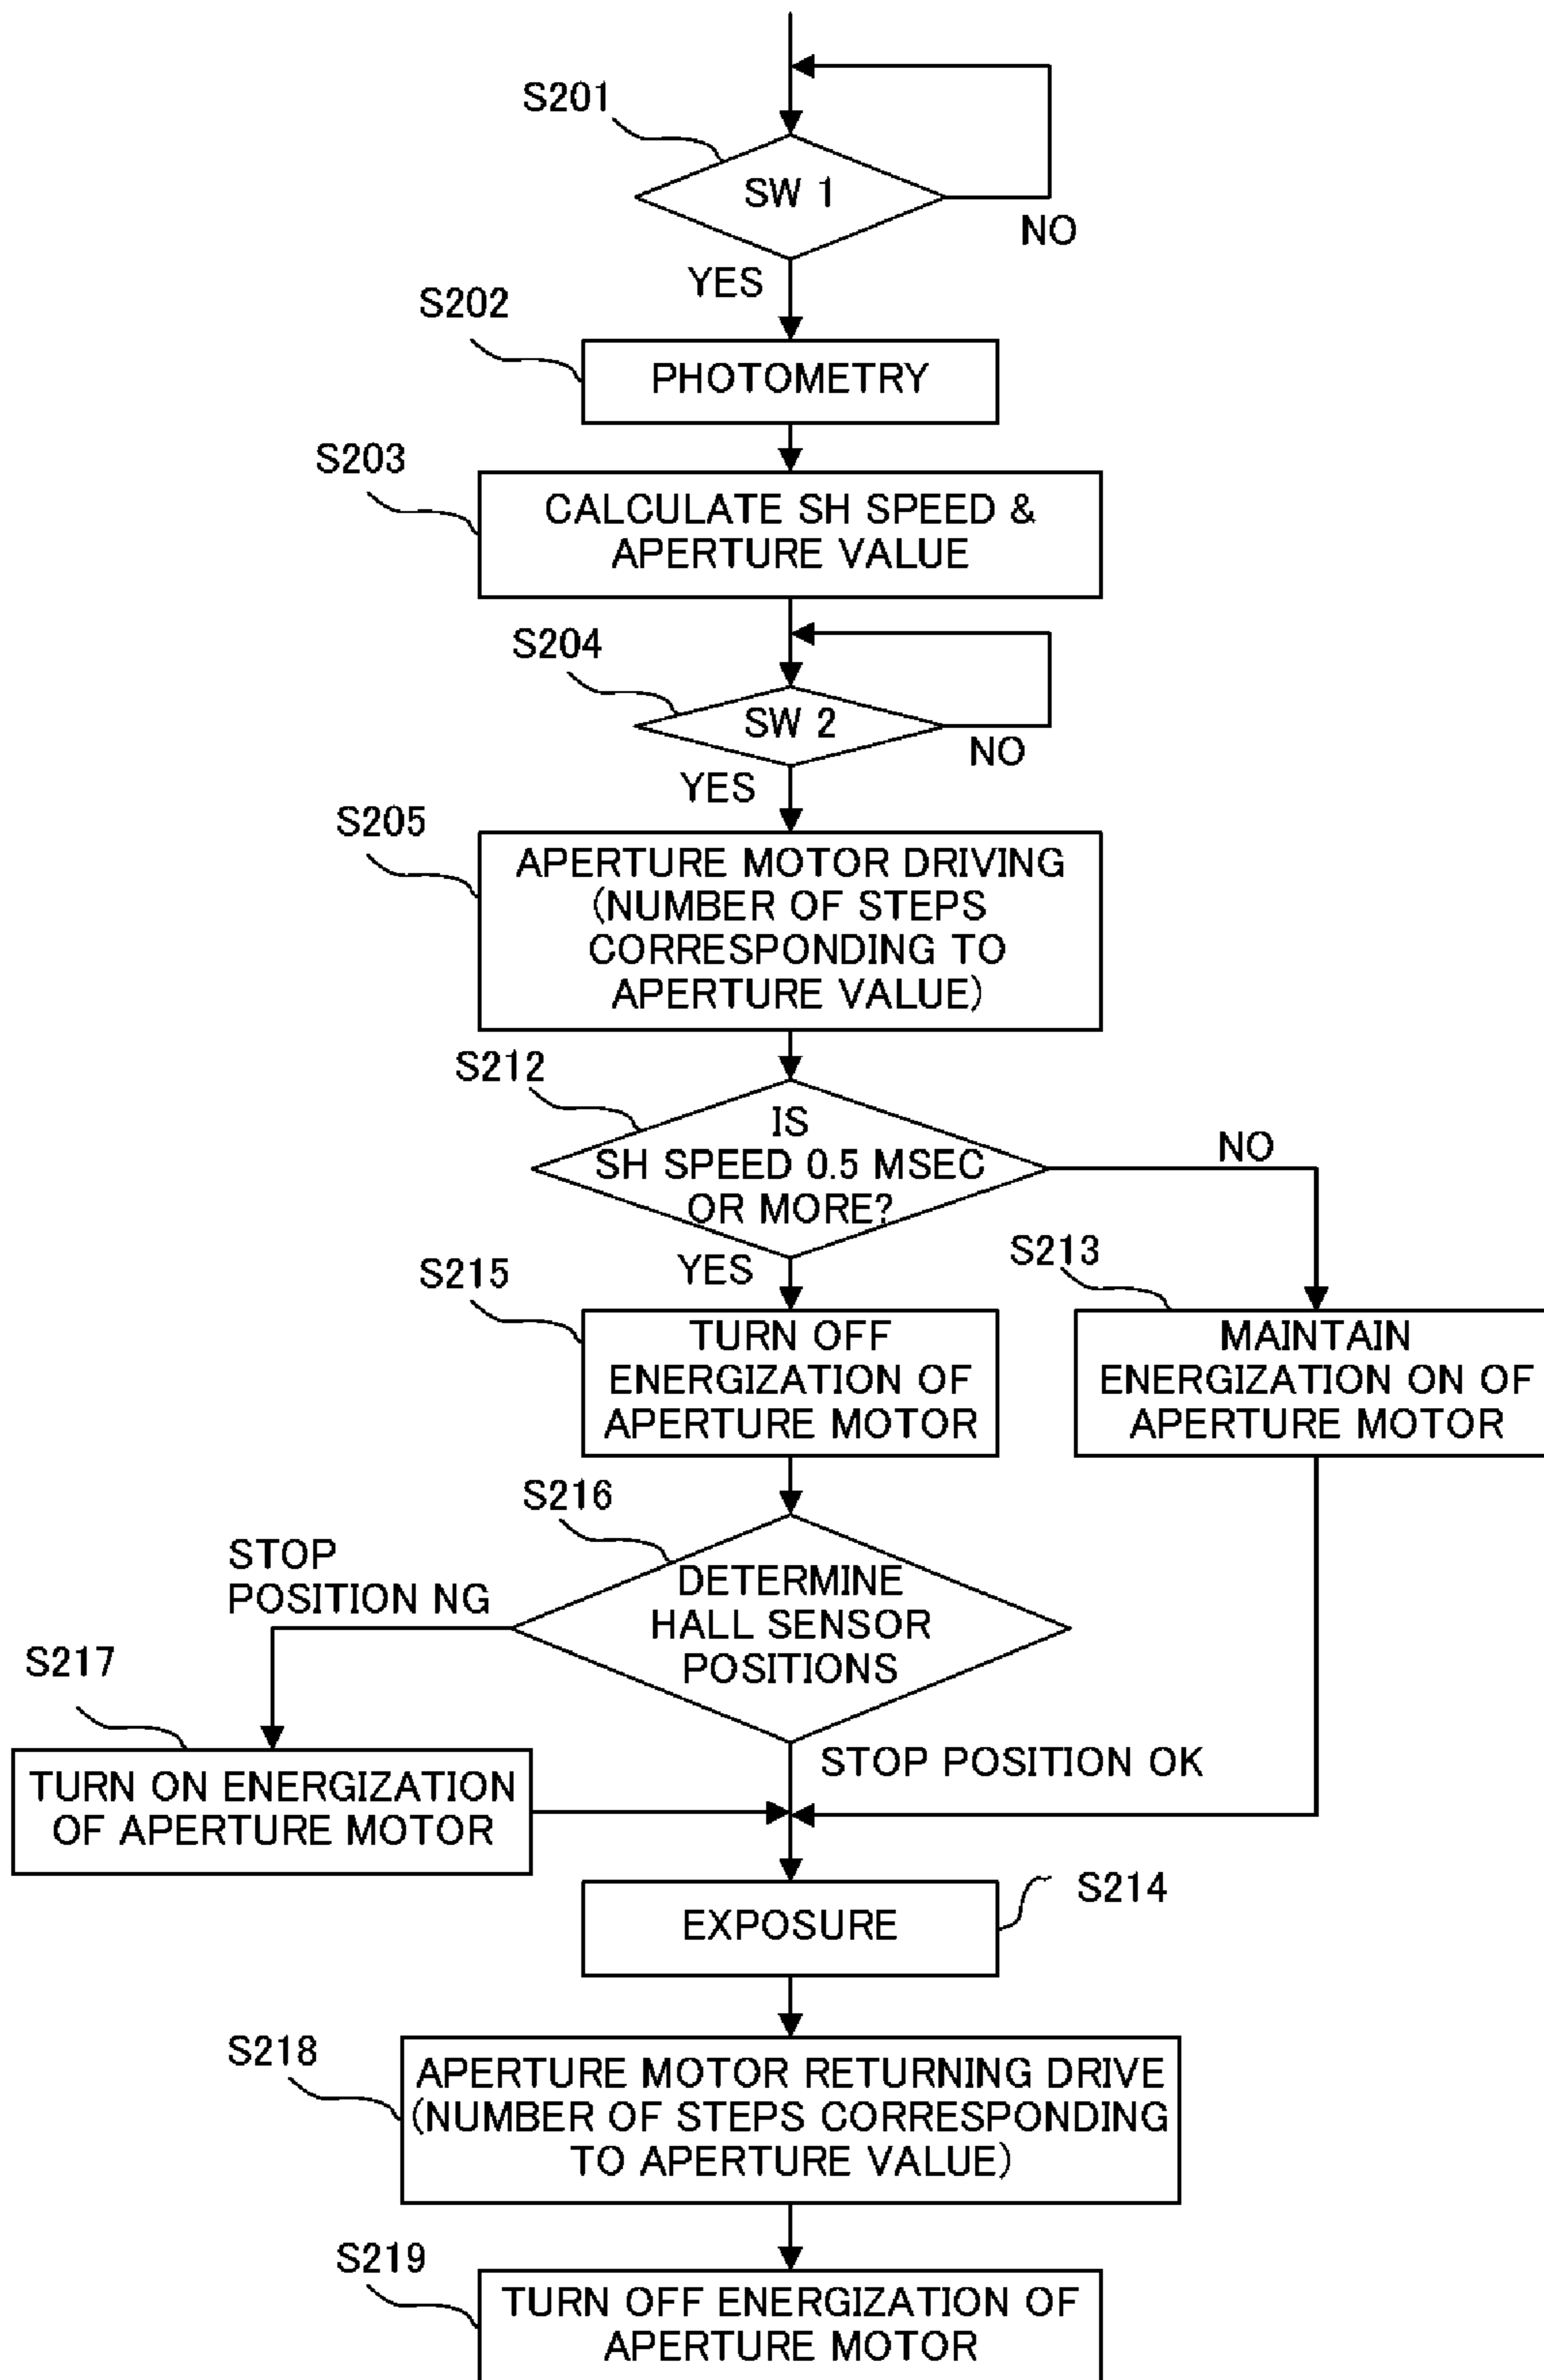 S201
SW 1
NO
YES
S202
PHOTOMETRY
S203
CALCULATE SH SPEED &
APERTURE VALUE
S204
SW 2
NO
YES
S205
APERTURE MOTOR DRIVING
(NUMBER OF STEPS
CORRESPONDING TO
APERTURE VALUE)
S212
IS
SH SPEED 0.5 MSEC
OR MORE?
NO
YES
S215
TURN OFF
ENERGIZATION OF
APERTURE MOTOR
S213
MAINTAIN
ENERGIZATION ON OF
APERTURE MOTOR
S216
DETERMINE
HALL SENSOR
POSITIONS
STOP
POSITION NG
S217
TURN ON ENERGIZATION
OF APERTURE MOTOR
STOP POSITION OK
EXPOSURE
S214
S218
APERTURE MOTOR RETURNING DRIVE
(NUMBER OF STEPS CORRESPONDING
TO APERTURE VALUE)
S219
TURN OFF ENERGIZATION OF
APERTURE MOTOR